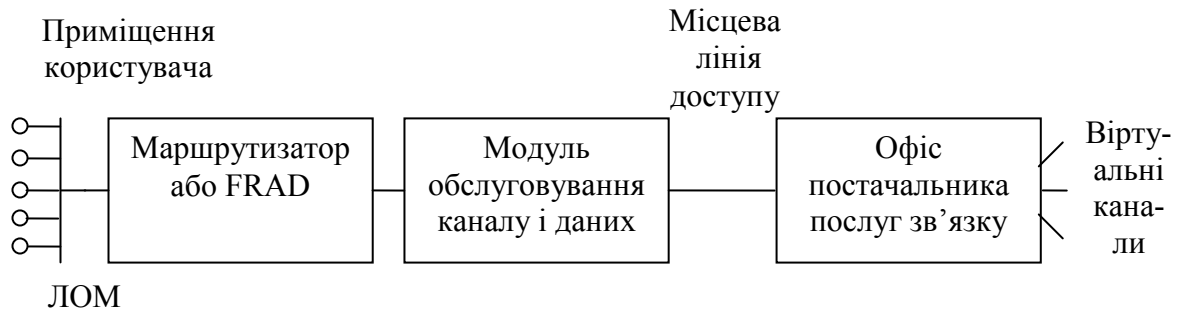 Приміщення
користувача
Місцева
лінія
доступу
Маршрутизатор
або FRAD
Модуль
обслуговування
каналу і даних
Офіс
постачальника
послуг зв’язку
Вірту-
альні
кана-
ли
ЛОМ